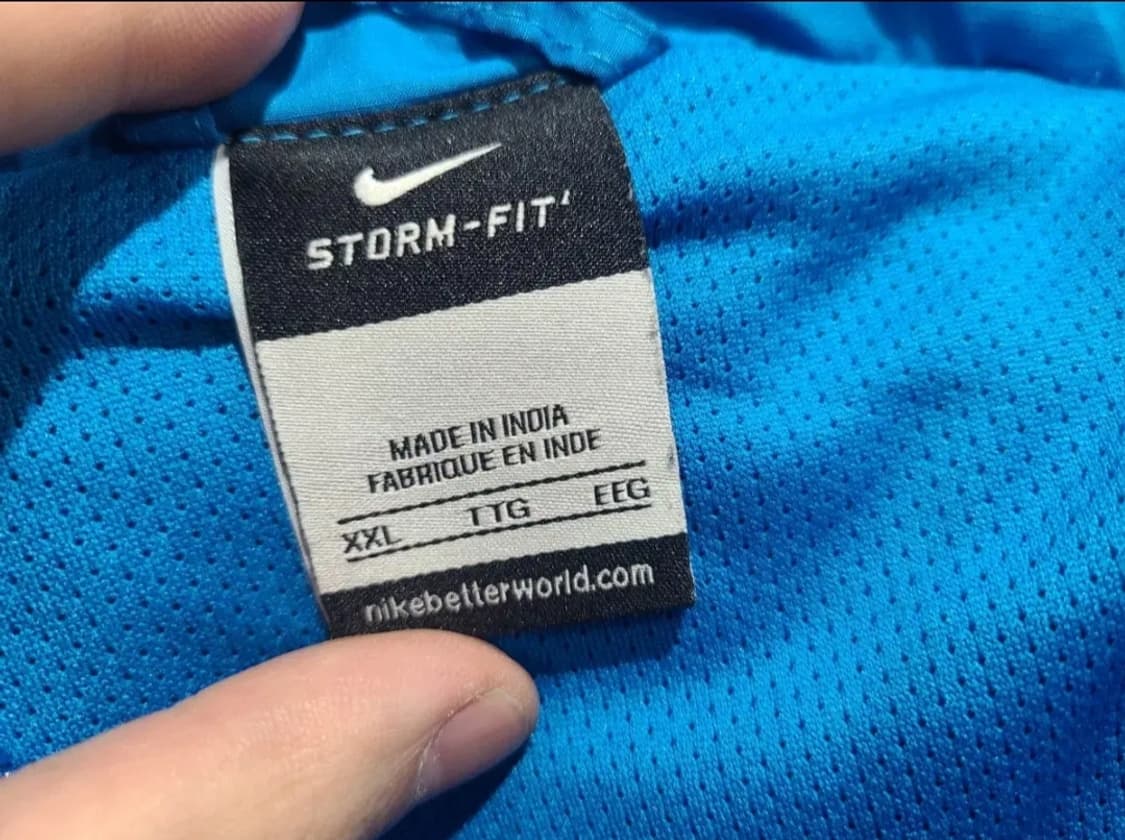 STORM-FIT
MADE IN INDIA
FABRIQUE EN INDE
XXL TTG EEG
nikebetterworld.com